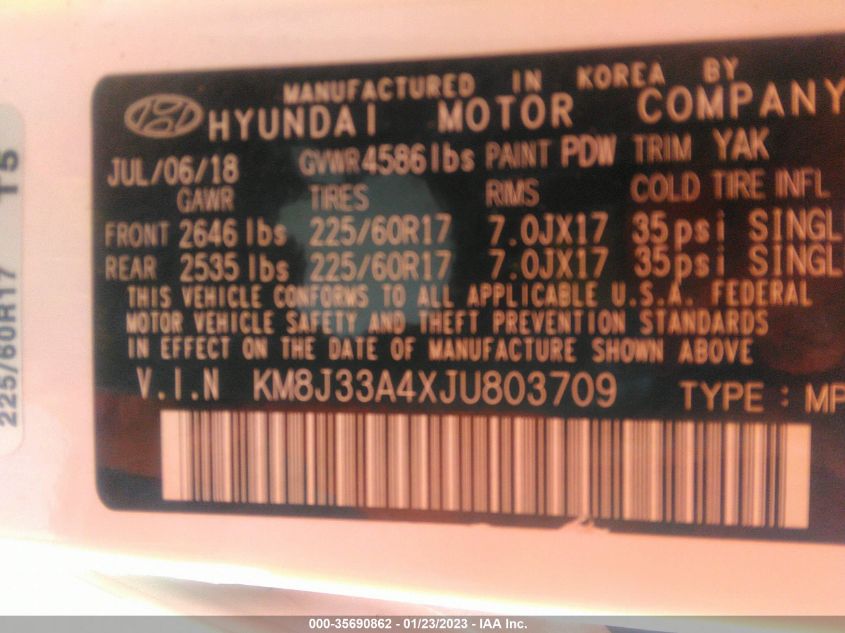 MANUFACTURED IN KOREA BY
HYUNDAI MOTOR COMPANY
JUL/06/18 GVWR 4586 lbs PAINT PDW TRIM YAK
GAWR TIRES RIMS COLD TIRE INFL
FRONT 2646 lbs 225/60R17 7.0JX17 35psi SINGL
REAR 2535 lbs 225/60R17 7.0JX17 35psi SINGL
THIS VEHICLE CONFORMS TO ALL APPLICABLE U.S.A. FEDERAL
MOTOR VEHICLE SAFETY AND THEFT PREVENTION STANDARDS
IN EFFECT ON THE DATE OF MANUFACTURE SHOWN ABOVE
V.I.N KM8J33A4XJU803709 TYPE : MP
225/60R17 T5
000-35690862 - 01/23/2023 - IAA Inc.